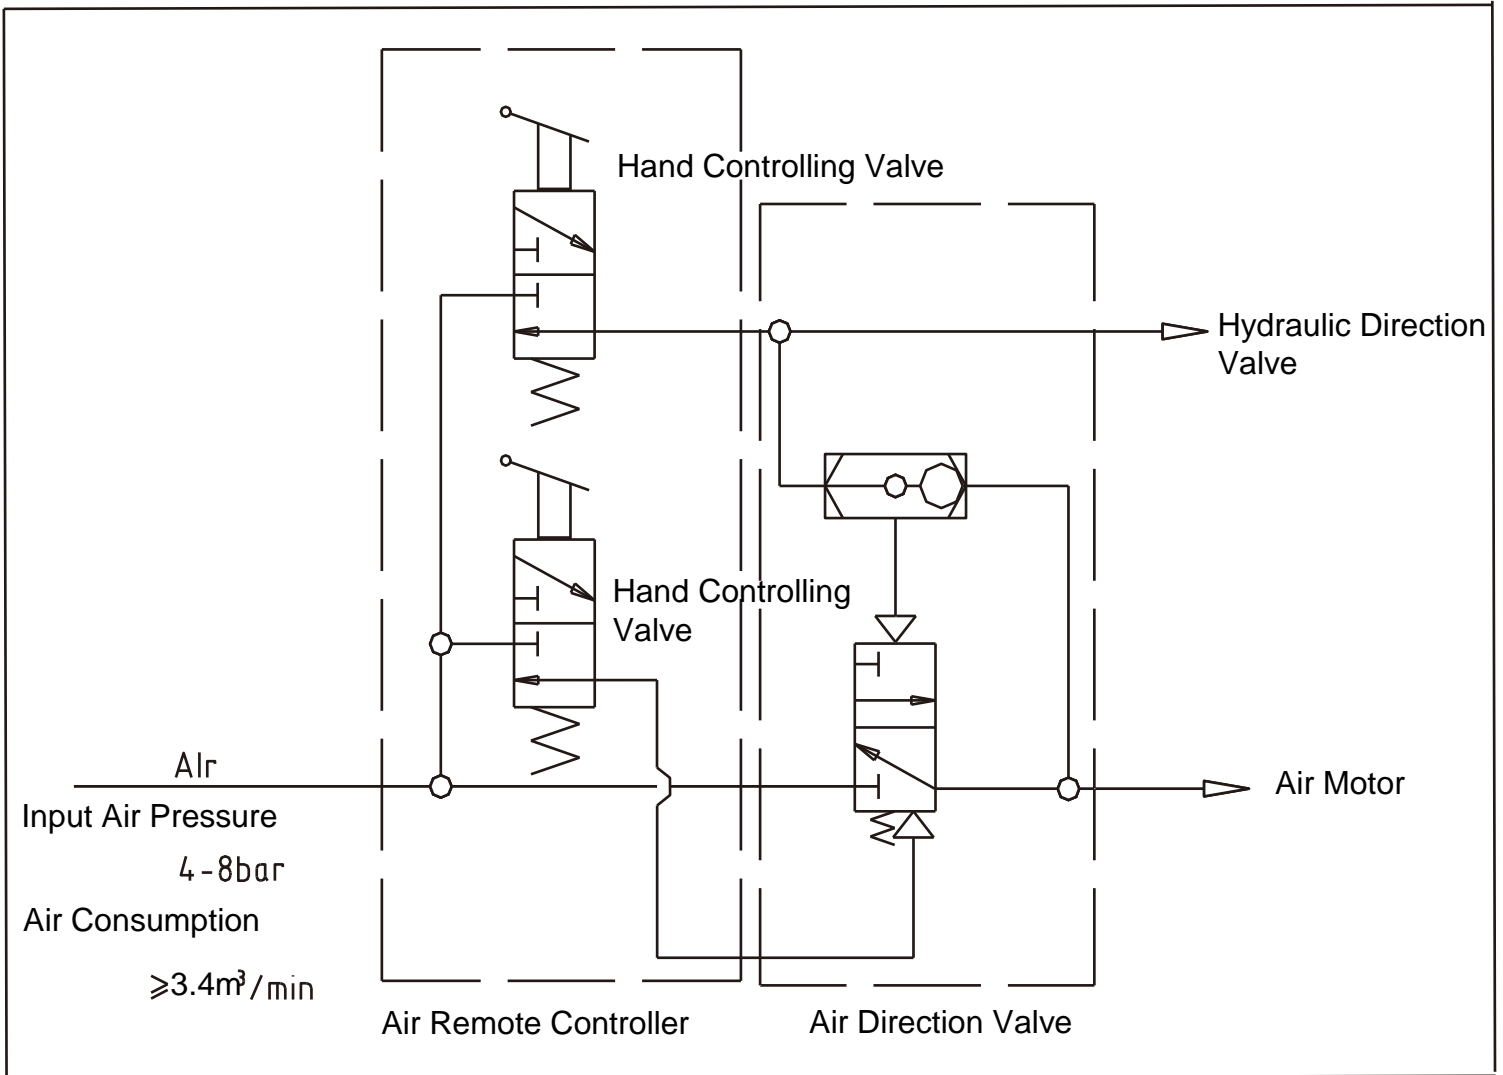 Hand Controlling Valve
Hydraulic Direction
Valve
Hand Controlling
Valve
AIr
Input Air Pressure
Air Motor
4-8bar
Air Consumption
⩾3.4m³/min
Air Remote Controller
Air Direction Valve